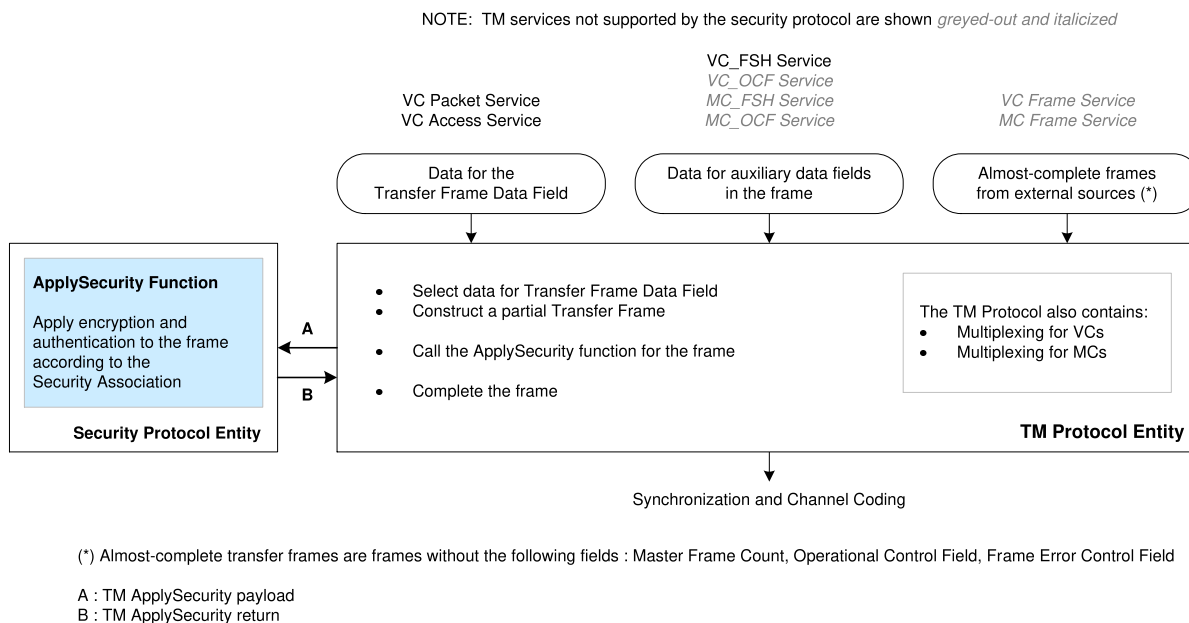 NOTE: TM services not supported by the security protocol are shown greyed-out and italicized
VC Packet Service
VC Access Service
VC_FSH Service
VC_OCF Service
MC_FSH Service
MC_OCF Service
VC Frame Service
MC Frame Service
Data for the
Transfer Frame Data Field
Data for auxiliary data fields
in the frame
Almost-complete frames
from external sources (*)
ApplySecurity Function
Apply encryption and
authentication to the frame
according to the
Security Association
Security Protocol Entity
A
B
• Select data for Transfer Frame Data Field
• Construct a partial Transfer Frame
• Call the ApplySecurity function for the frame
• Complete the frame
The TM Protocol also contains:
• Multiplexing for VCs
• Multiplexing for MCs
TM Protocol Entity
Synchronization and Channel Coding
(*) Almost-complete transfer frames are frames without the following fields : Master Frame Count, Operational Control Field, Frame Error Control Field
A : TM ApplySecurity payload
B : TM ApplySecurity return